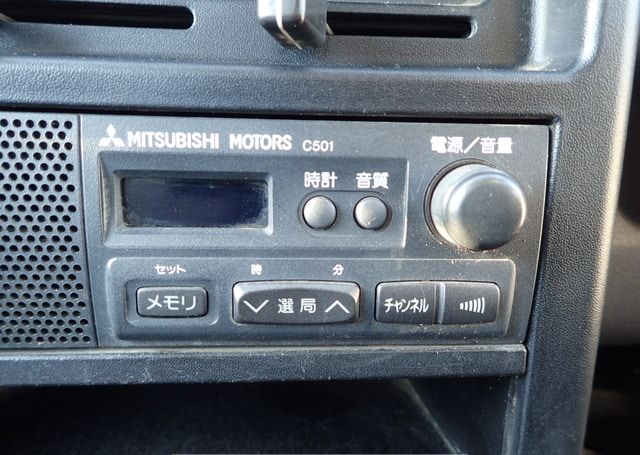 MITSUBISHI MOTORS C501
電源／音量
時計 音質
セット 時 分
メモリ 選局 チャンネル